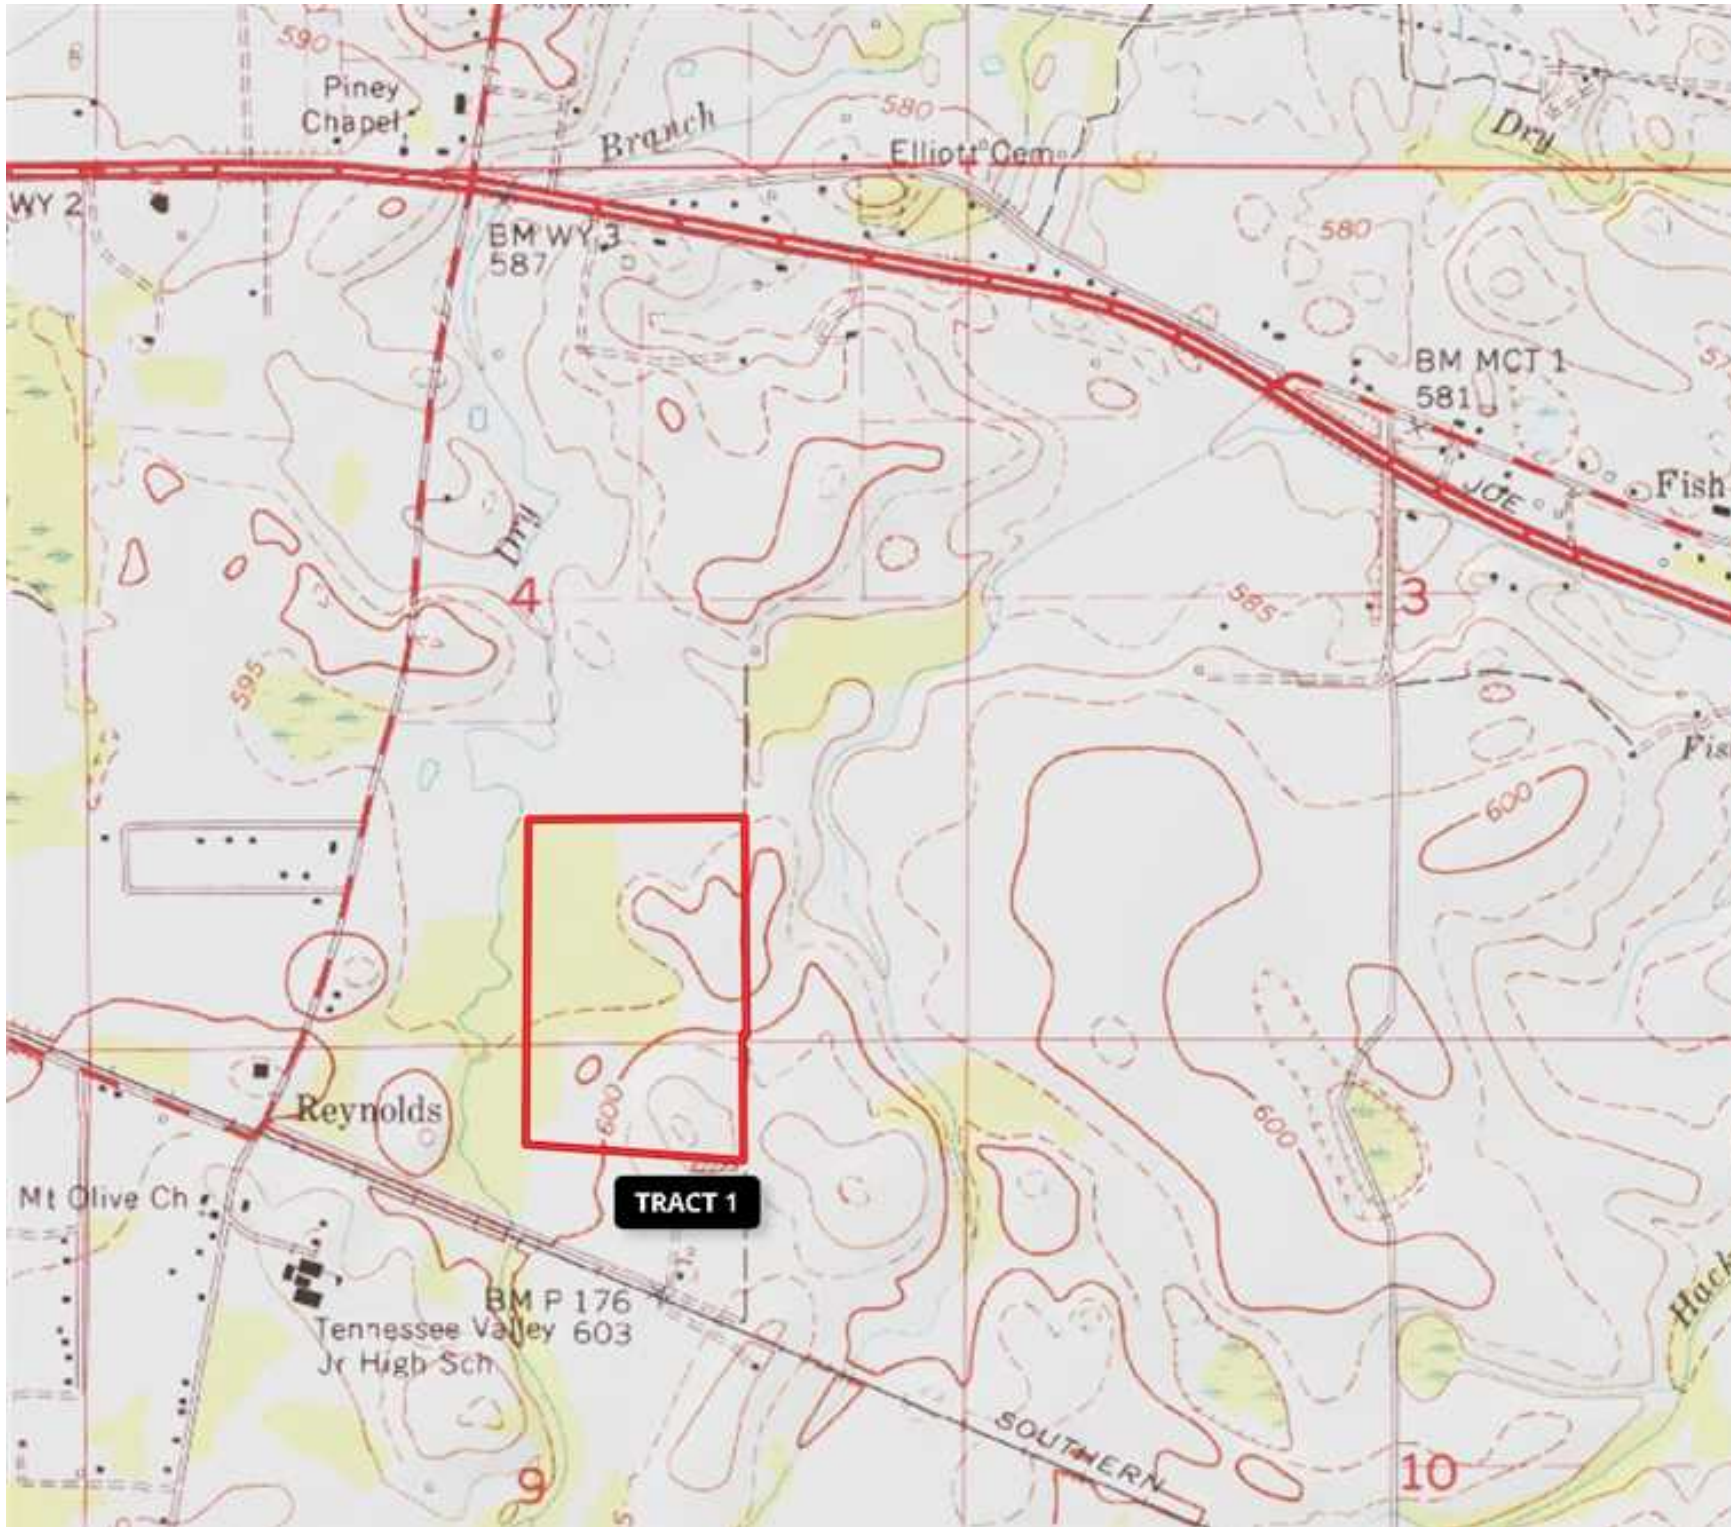 590
Piney
Chapel
Branch
580
Elliott Cem
Dry
WY 2
BM WY 3
587
580
BM MCT 1
581
JOE
Fish
Dry
4
585
3
595
600
Reynolds
600
600
Mt Olive Ch
TRACT 1
BM P 176
Tennessee Valley 603
Jr High Sch
Hack
SOUTHERN
9
10